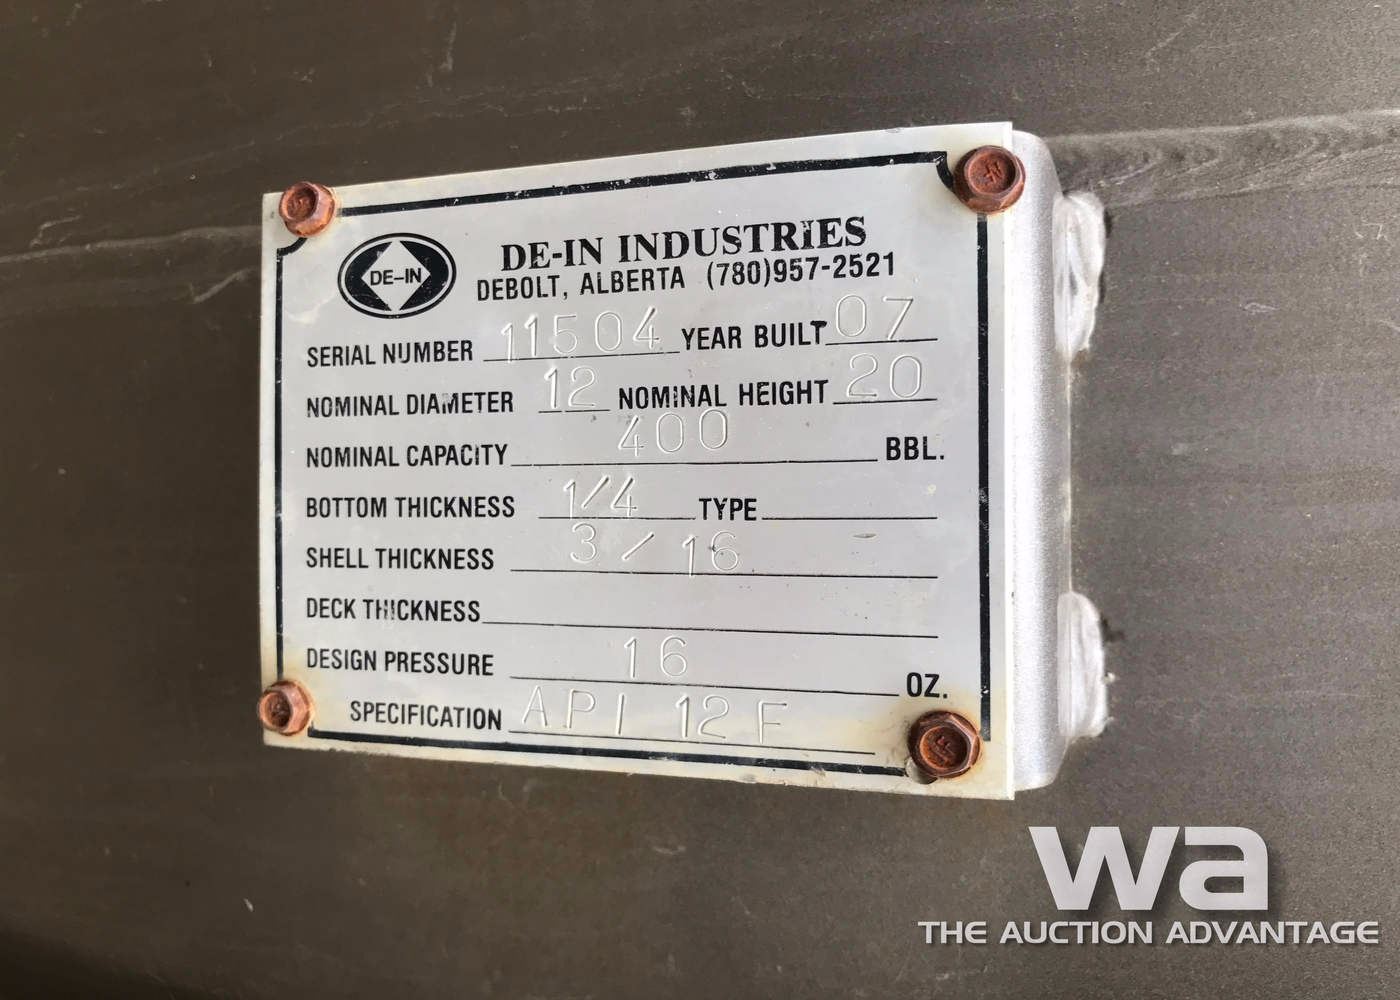 DE-IN
DE-IN INDUSTRIES
DEBOLT, ALBERTA (780)957-2521
SERIAL NUMBER 11504 YEAR BUILT 07
NOMINAL DIAMETER 12 NOMINAL HEIGHT 20
NOMINAL CAPACITY 400 BBL.
BOTTOM THICKNESS 1/4 TYPE
SHELL THICKNESS 3/16
DECK THICKNESS
DESIGN PRESSURE 16 OZ.
SPECIFICATION API 12F
wa
THE AUCTION ADVANTAGE